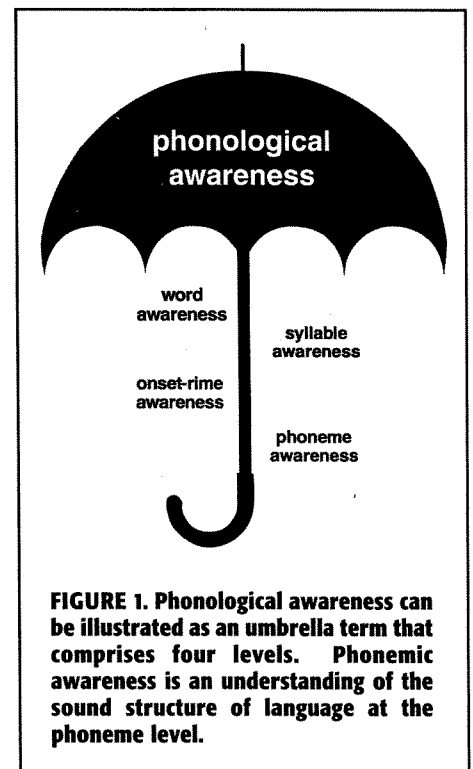 phonological
awareness
word
awareness
syllable
awareness
onset-rime
awareness
phoneme
awareness
FIGURE 1. Phonological awareness can
be illustrated as an umbrella term that
comprises four levels. Phonemic
awareness is an understanding of the
sound structure of language at the
phoneme level.